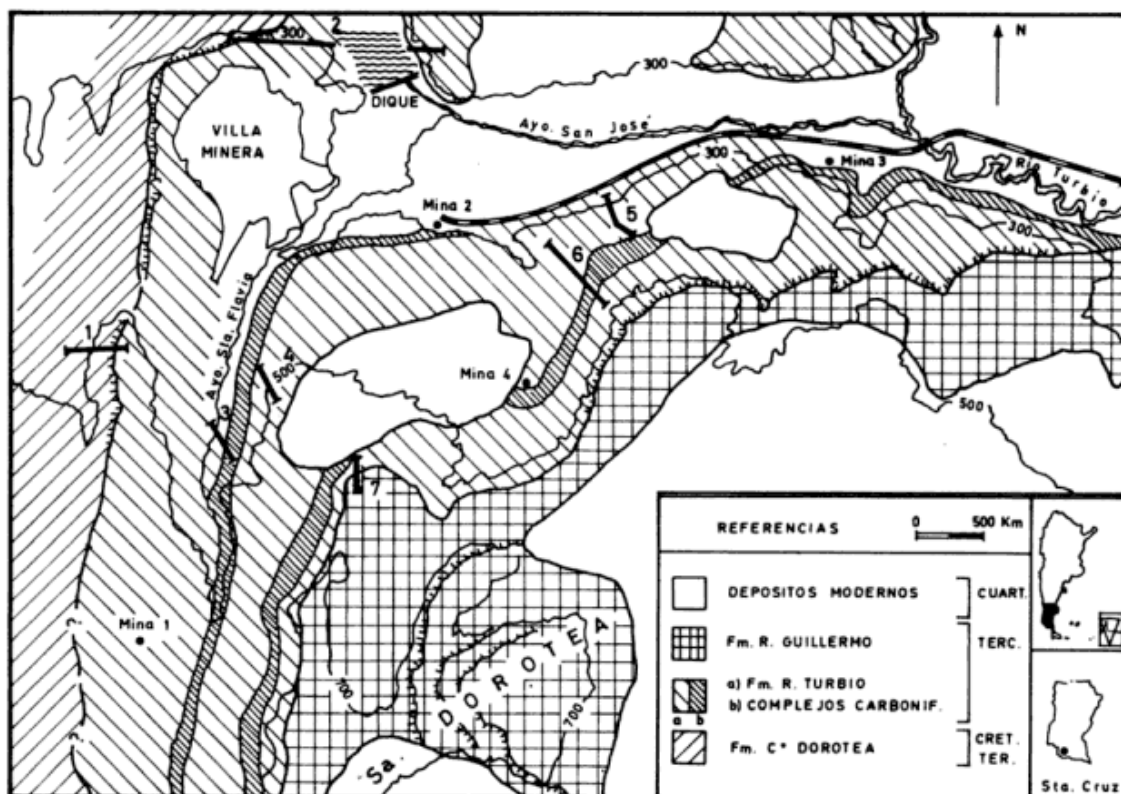 300
2
DIQUE
300
N
VILLA
MINERA
Ayo. San José
Río Turbio
300
Mina 3
Mina 2
5
6
300
Ayo. Sta. Flavia
1
4
500
Mina 4
3
500
7
Mina 1
?
?
700
Sa. DOROTEA
700
REFERENCIAS
0 500 Km
DEPOSITOS MODERNOS
CUART.
Fm. R. GUILLERMO
TERC.
a) Fm. R. TURBIO
b) COMPLEJOS CARBONIF.
a b
Fm. Cº DOROTEA
CRET.
TER.
Sta. Cruz